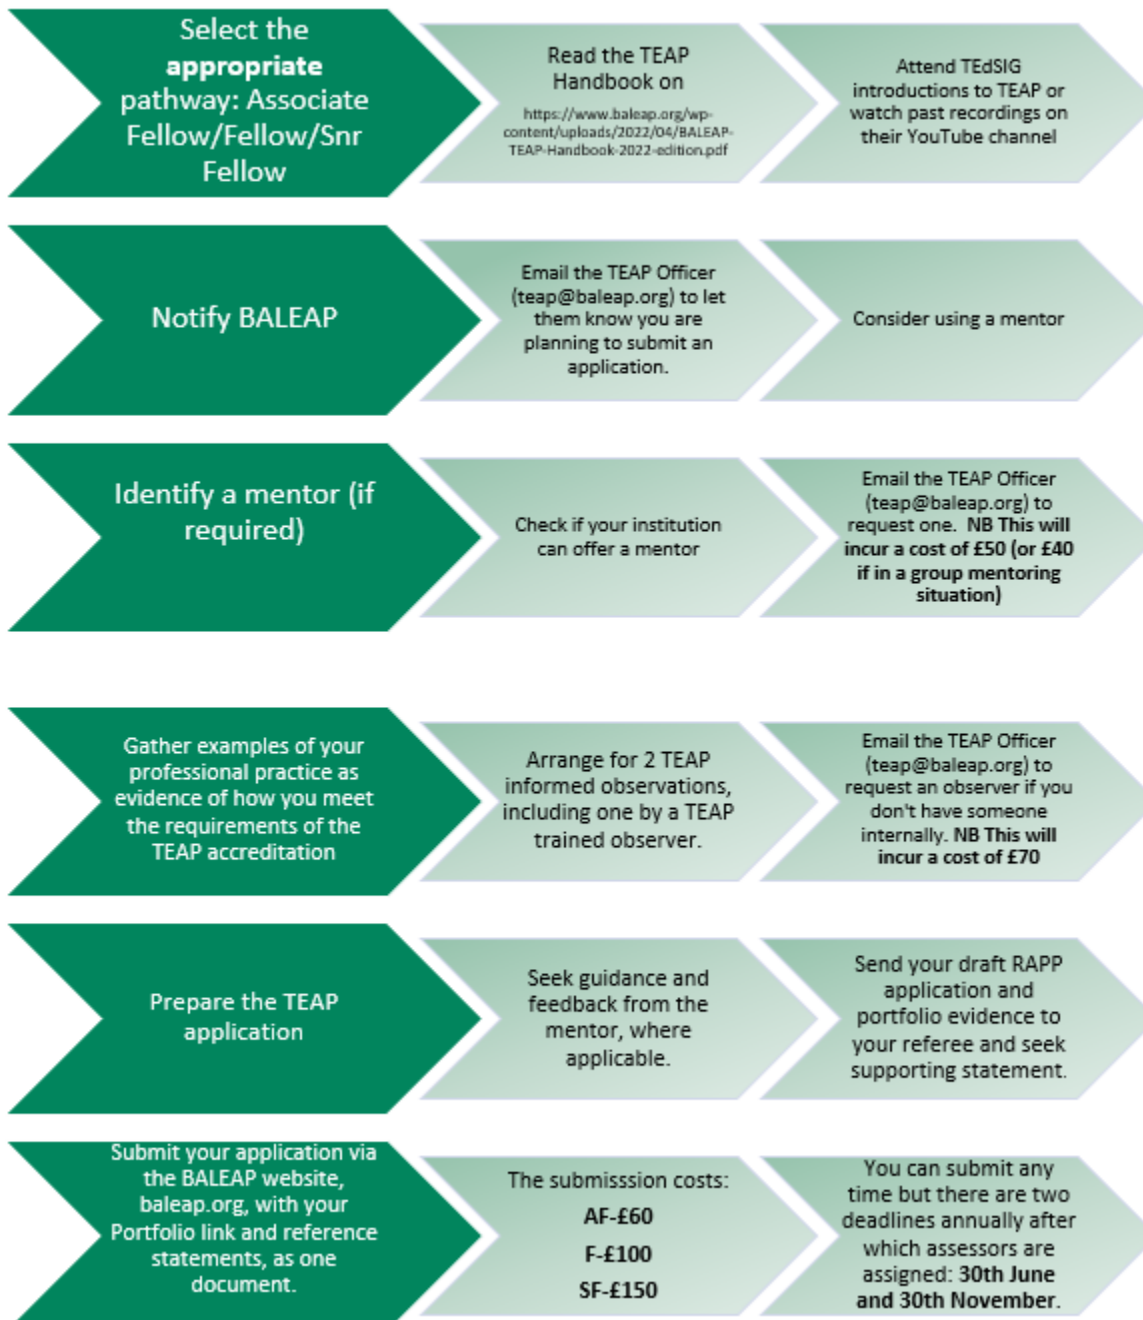 Select the
appropriate
pathway: Associate
Fellow/Fellow/Snr
Fellow
Read the TEAP
Handbook on
https://www.baleap.org/wp-
content/uploads/2022/04/BALEAP-
TEAP-Handbook-2022-edition.pdf
Attend TEdSIG
introductions to TEAP or
watch past recordings on
their YouTube channel
Notify BALEAP
Email the TEAP Officer
(teap@baleap.org) to let
them know you are
planning to submit an
application.
Consider using a mentor
Identify a mentor (if
required)
Check if your institution
can offer a mentor
Email the TEAP Officer
(teap@baleap.org) to
request one. NB This will
incur a cost of £50 (or £40
if in a group mentoring
situation)
Gather examples of your
professional practice as
evidence of how you meet
the requirements of the
TEAP accreditation
Arrange for 2 TEAP
informed observations,
including one by a TEAP
trained observer.
Email the TEAP Officer
(teap@baleap.org) to
request an observer if you
don't have someone
internally. NB This will
incur a cost of £70
Prepare the TEAP
application
Seek guidance and
feedback from the
mentor, where
applicable.
Send your draft RAPP
application and
portfolio evidence to
your referee and seek
supporting statement.
Submit your application via
the BALEAP website,
baleap.org, with your
Portfolio link and reference
statements, as one
document.
The submisssion costs:
AF-£60
F-£100
SF-£150
You can submit any
time but there are two
deadlines annually after
which assessors are
assigned: 30th June
and 30th November.